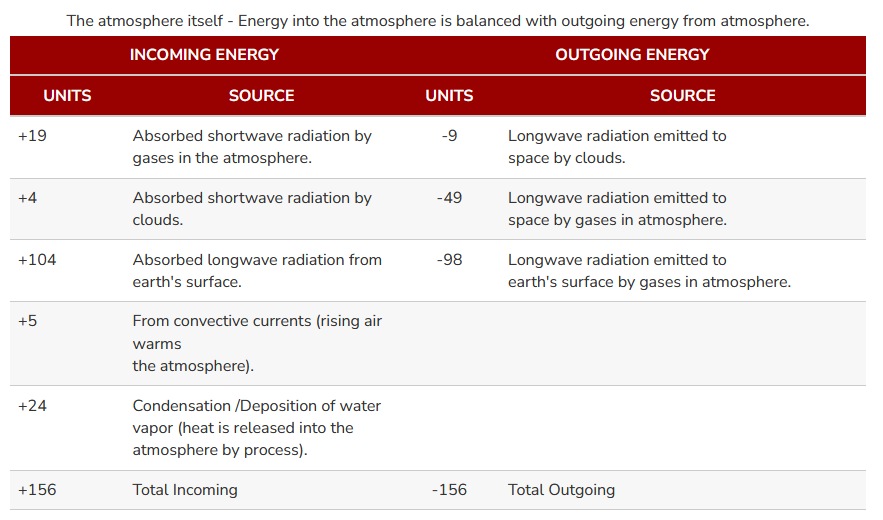 The atmosphere itself - Energy into the atmosphere is balanced with outgoing energy from atmosphere.
INCOMING ENERGY OUTGOING ENERGY
UNITS SOURCE UNITS SOURCE
+19 Absorbed shortwave radiation by -9 Longwave radiation emitted to
gases in the atmosphere. space by clouds.
+4 Absorbed shortwave radiation by -49 Longwave radiation emitted to
clouds. space by gases in atmosphere.
+104 Absorbed longwave radiation from -98 Longwave radiation emitted to
earth's surface. earth's surface by gases in atmosphere.
+5 From convective currents (rising air
warms
the atmosphere).
+24 Condensation /Deposition of water
vapor (heat is released into the
atmosphere by process).
+156 Total Incoming -156 Total Outgoing